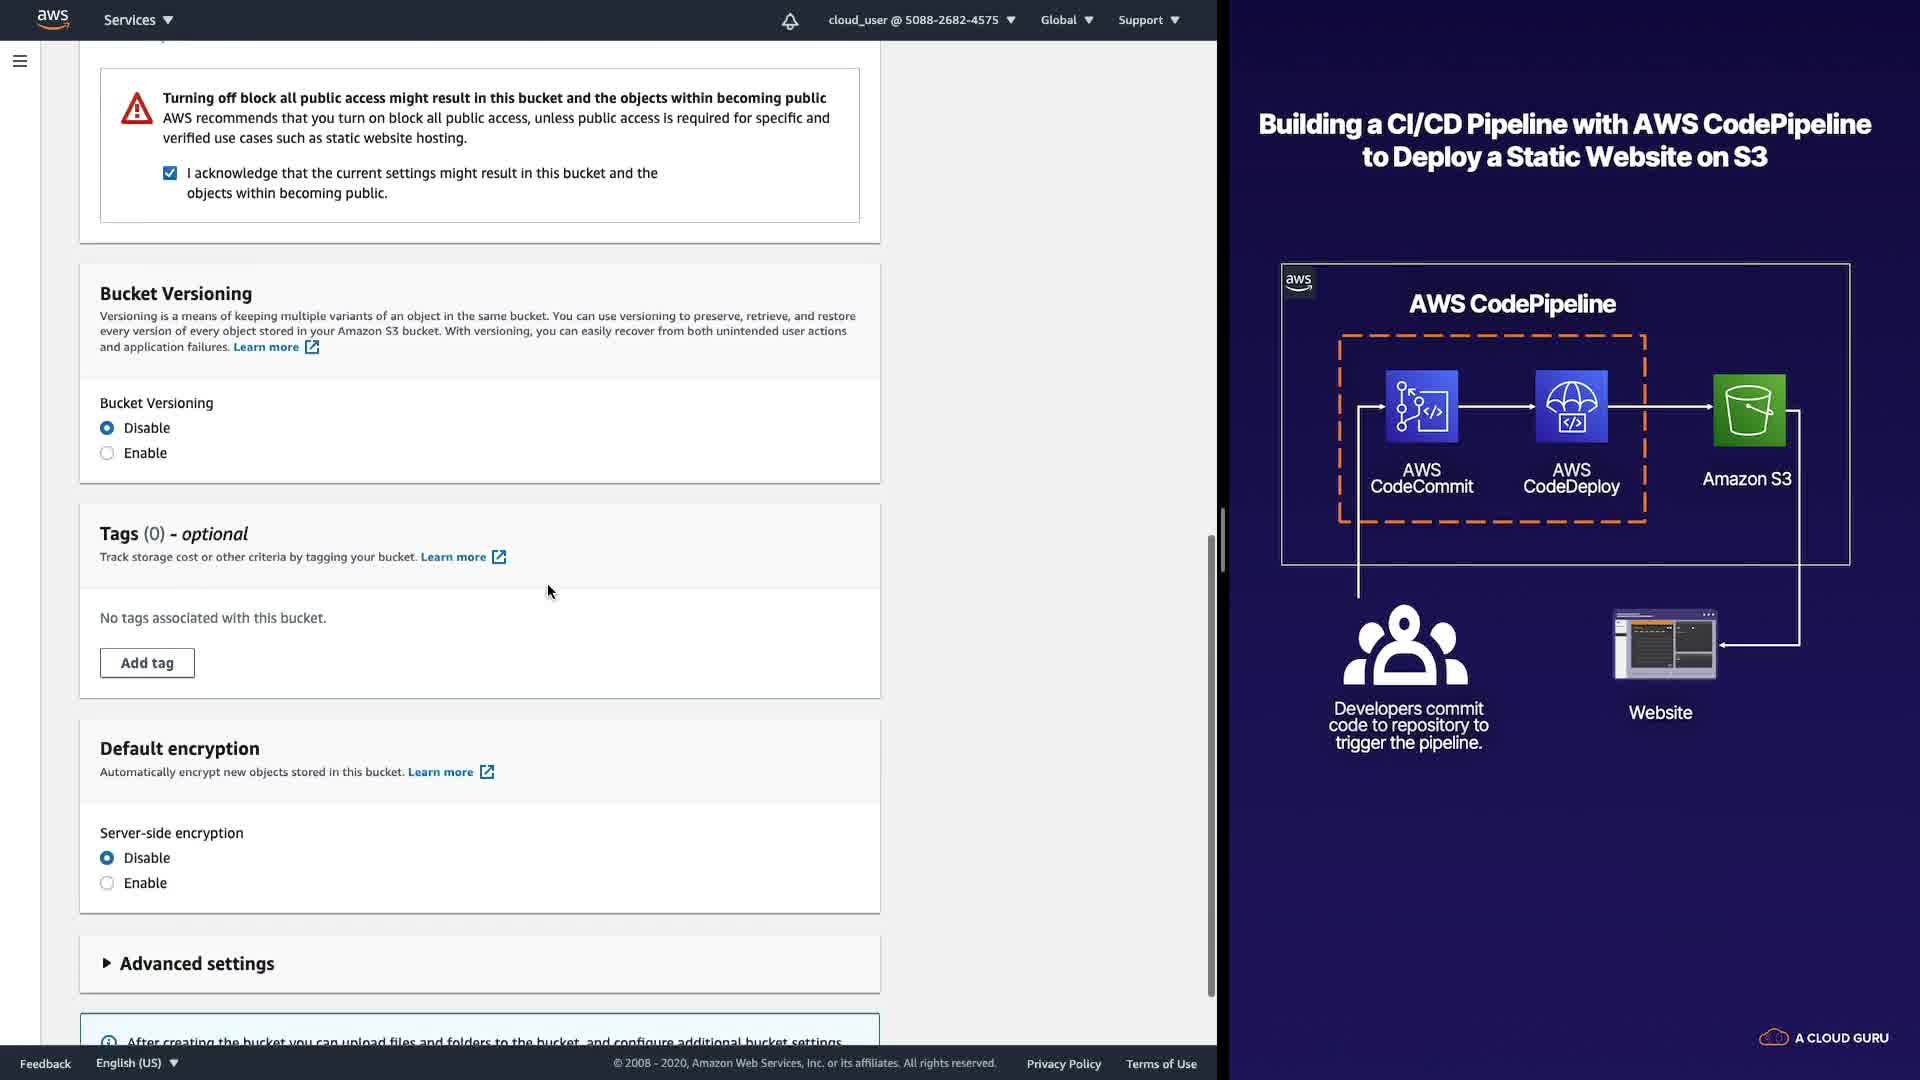 aws
Services ▼
cloud_user @ 5088-2682-4575 ▼
Global ▼
Support ▼
Turning off block all public access might result in this bucket and the objects within becoming public
AWS recommends that you turn on block all public access, unless public access is required for specific and
verified use cases such as static website hosting.
I acknowledge that the current settings might result in this bucket and the
objects within becoming public.
Bucket Versioning
Versioning is a means of keeping multiple variants of an object in the same bucket. You can use versioning to preserve, retrieve, and restore
every version of every object stored in your Amazon S3 bucket. With versioning, you can easily recover from both unintended user actions
and application failures. Learn more
Bucket Versioning
Disable
Enable
Tags (0) - optional
Track storage cost or other criteria by tagging your bucket. Learn more
No tags associated with this bucket.
Add tag
Default encryption
Automatically encrypt new objects stored in this bucket. Learn more
Server-side encryption
Disable
Enable
Advanced settings
After creating the bucket you can upload files and folders to the bucket, and configure additional bucket settings.
Feedback
English (US) ▼
© 2008 - 2020, Amazon Web Services, Inc. or its affiliates. All rights reserved.
Privacy Policy
Terms of Use
Building a CI/CD Pipeline with AWS CodePipeline
to Deploy a Static Website on S3
aws
AWS CodePipeline
AWS
CodeCommit
AWS
CodeDeploy
Amazon S3
Developers commit
code to repository to
trigger the pipeline.
Website
A CLOUD GURU